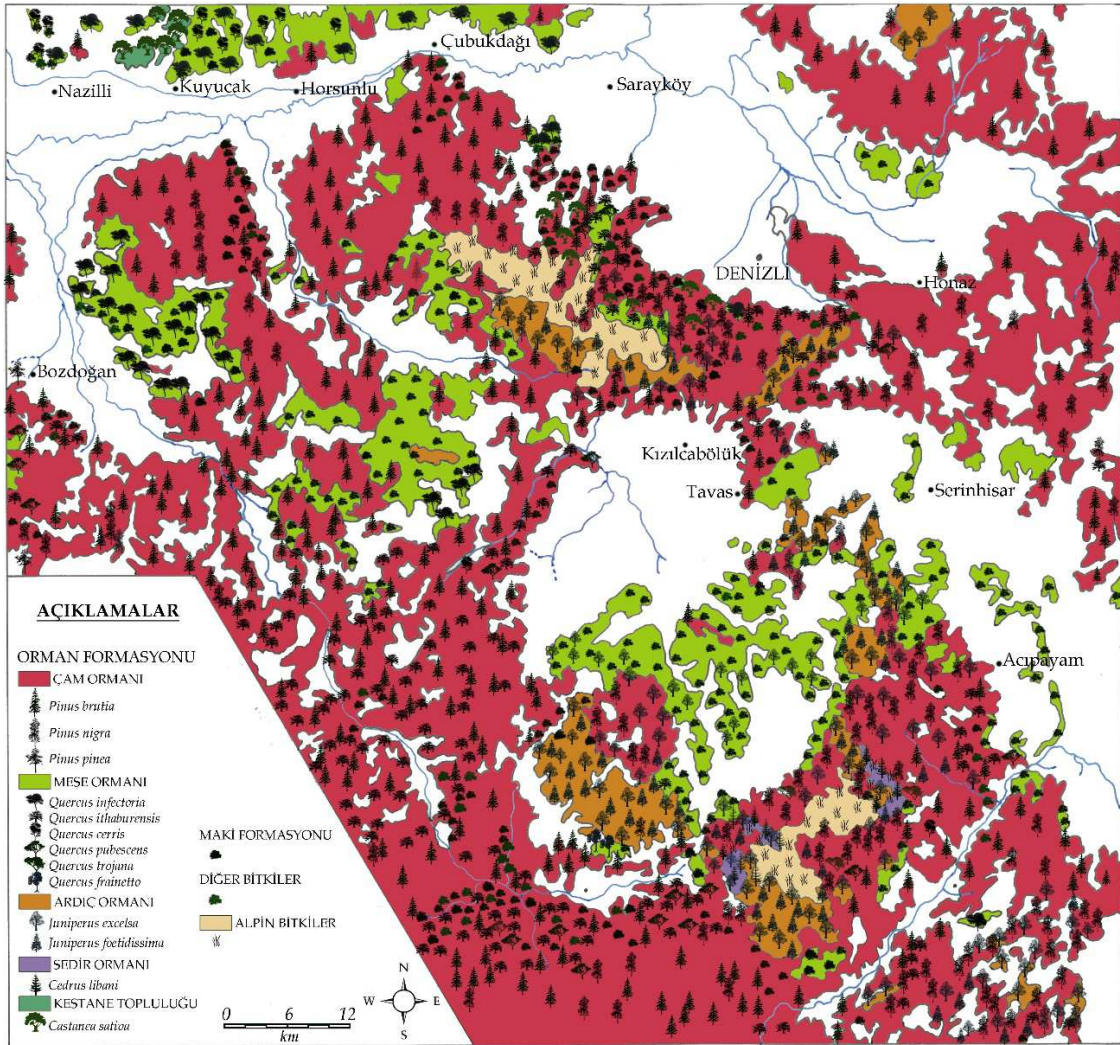 Çubukdağı
Nazilli
Kuyucak
Horsunlu
Sarayköy
DENİZLİ
Honaz
Bozdoğan
Kızılcabölük
Tavas
Serinhisar
Acıpayam
AÇIKLAMALAR
ORMAN FORMASYONU
ÇAM ORMANI
Pinus brutia
Pinus nigra
Pinus pinea
MEŞE ORMANI
Quercus infectoria
Quercus ithaburensis
Quercus cerris
Quercus pubescens
Quercus trojana
Quercus frainetto
ARDIÇ ORMANI
Juniperus excelsa
Juniperus foetidissima
SEDİR ORMANI
Cedrus libani
KESTANE TOPLULUĞU
Castanea satioa
MAKİ FORMASYONU
DİĞER BİTKİLER
ALPİN BİTKİLER
0 6 12
km
N
W E
S